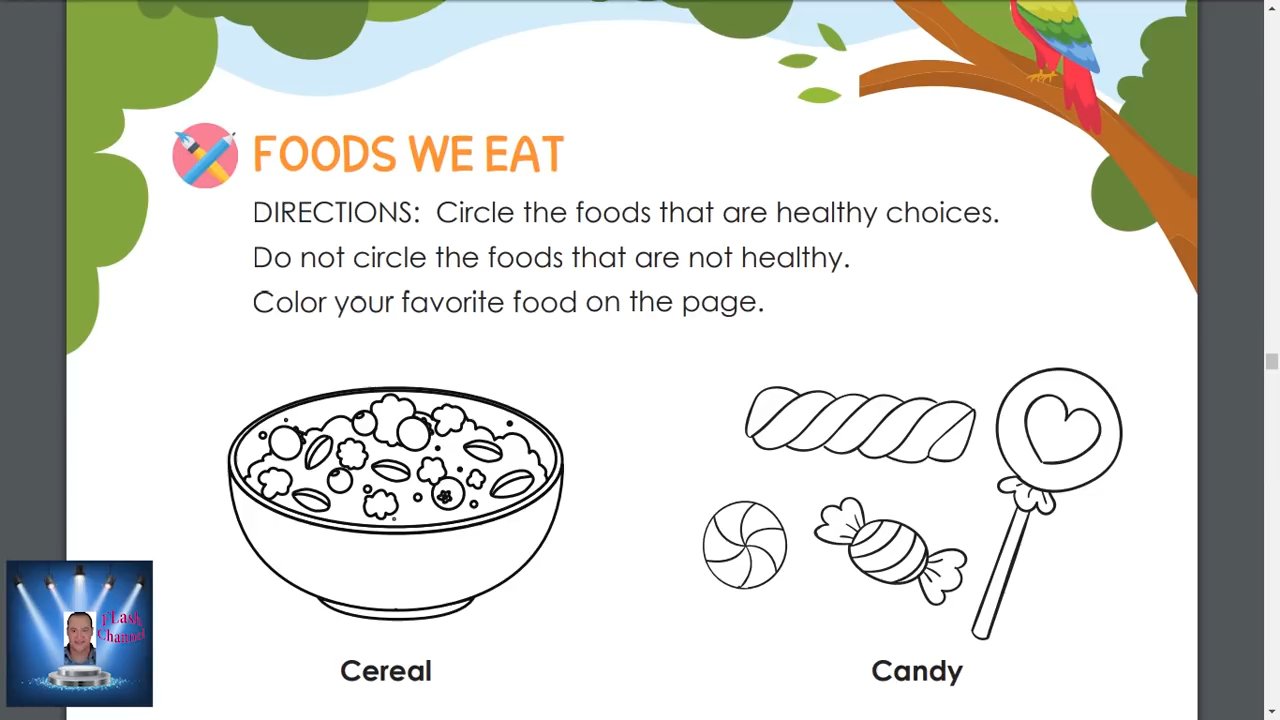 FOODS WE EAT
DIRECTIONS: Circle the foods that are healthy choices.
Do not circle the foods that are not healthy.
Color your favorite food on the page.
Cereal
Candy